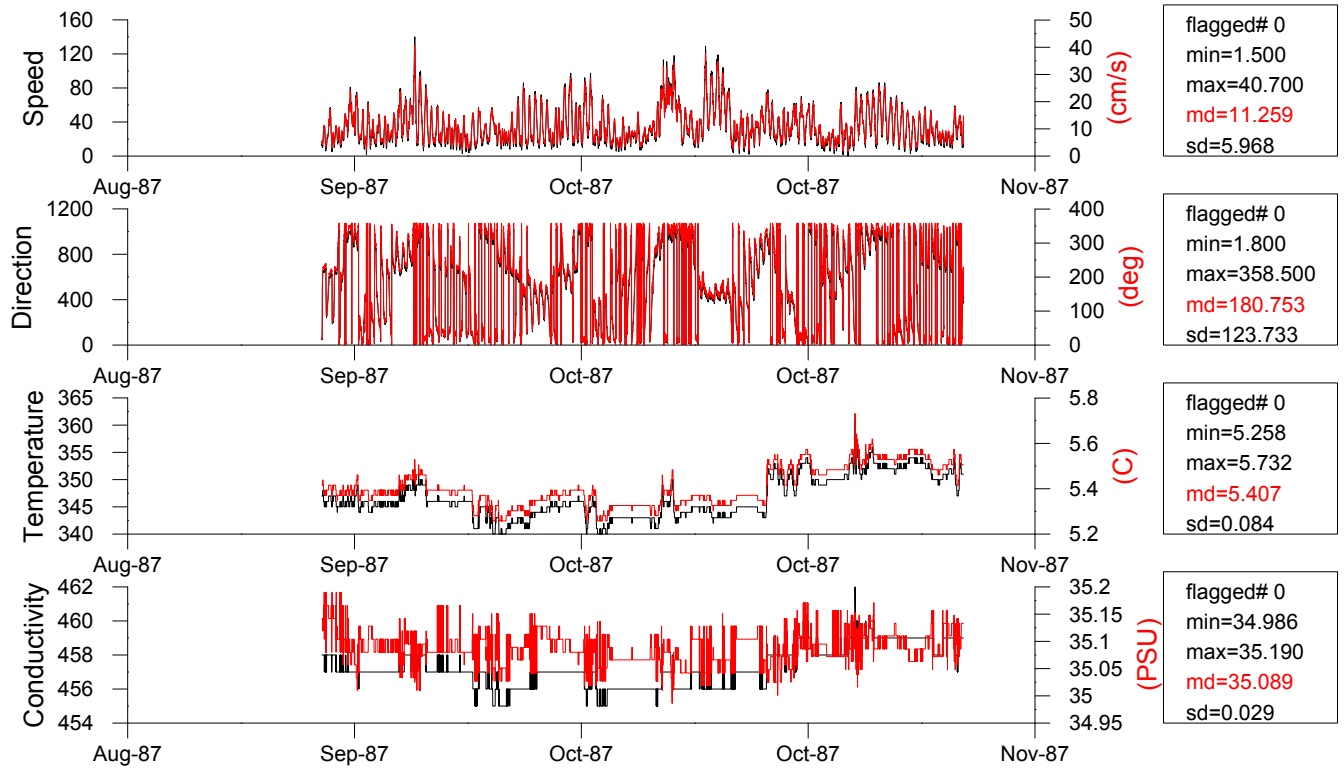 Speed
160
120
80
40
0
50
40
30
20
10
0
(cm/s)
Aug-87 Sep-87 Oct-87 Oct-87 Nov-87
flagged# 0
min=1.500
max=40.700
md=11.259
sd=5.968
Direction
1200
800
400
0
400
300
200
100
0
(deg)
Aug-87 Sep-87 Oct-87 Oct-87 Nov-87
flagged# 0
min=1.800
max=358.500
md=180.753
sd=123.733
Temperature
365
360
355
350
345
340
5.8
5.6
5.4
5.2
(C)
Aug-87 Sep-87 Oct-87 Oct-87 Nov-87
flagged# 0
min=5.258
max=5.732
md=5.407
sd=0.084
Conductivity
462
460
458
456
454
35.2
35.15
35.1
35.05
35
34.95
(PSU)
Aug-87 Sep-87 Oct-87 Oct-87 Nov-87
flagged# 0
min=34.986
max=35.190
md=35.089
sd=0.029